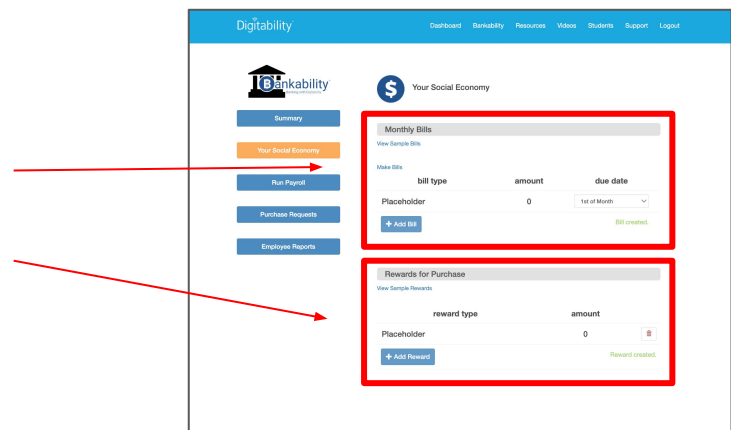 Digitability
Dashboard Bankability Resources Videos Students Support Logout
Bankability
Your Social Economy
Summary
Your Social Economy
Run Payroll
Purchase Requests
Employee Reports
Monthly Bills
View Sample Bills
Make Bills
bill type amount due date
Placeholder 0 1st of Month
+ Add Bill Bill created.
Rewards for Purchase
View Sample Rewards
reward type amount
Placeholder 0
+ Add Reward Reward created.